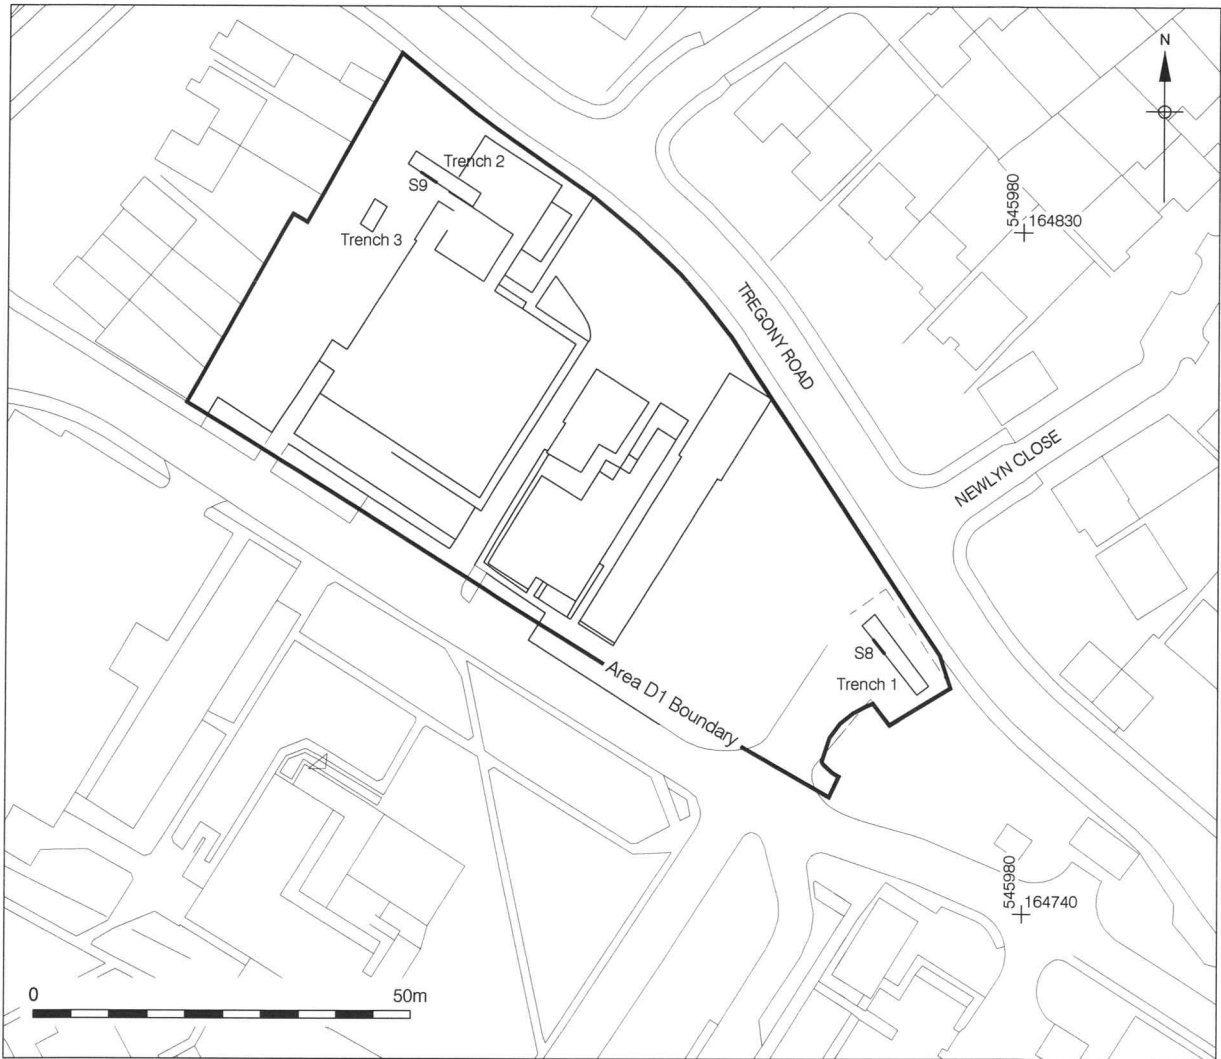 N
Trench 2
S9
Trench 3
545980
164830
TREGONY ROAD
NEWLYN CLOSE
S8
Trench 1
Area D1 Boundary
545980
164740
0
50m